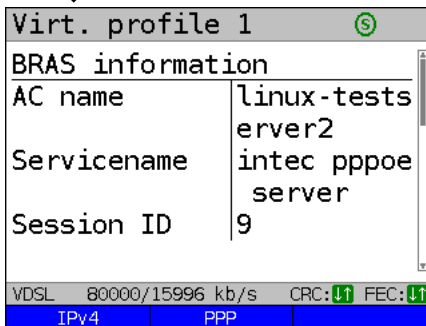 Virt. profile 1 S
BRAS information
AC name linux-tests
erver2
Servicename intec pppoe
server
Session ID 9
VDSL 80000/15996 kb/s CRC:↓↑ FEC:↓↑
IPv4 PPP